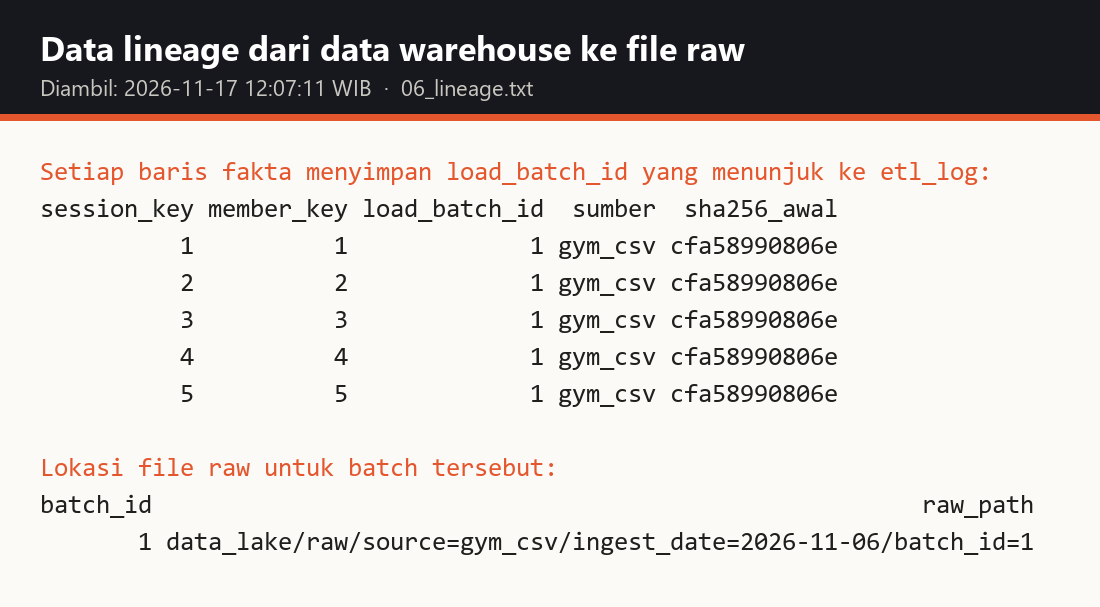 Data lineage dari data warehouse ke file raw
Diambil: 2026-11-17 12:07:11 WIB · 06_lineage.txt
Setiap baris fakta menyimpan load_batch_id yang menunjuk ke etl_log:
session_key member_key load_batch_id sumber sha256_awal
1 1 1 gym_csv cfa58990806e
2 2 1 gym_csv cfa58990806e
3 3 1 gym_csv cfa58990806e
4 4 1 gym_csv cfa58990806e
5 5 1 gym_csv cfa58990806e
Lokasi file raw untuk batch tersebut:
batch_id raw_path
1 data_lake/raw/source=gym_csv/ingest_date=2026-11-06/batch_id=1